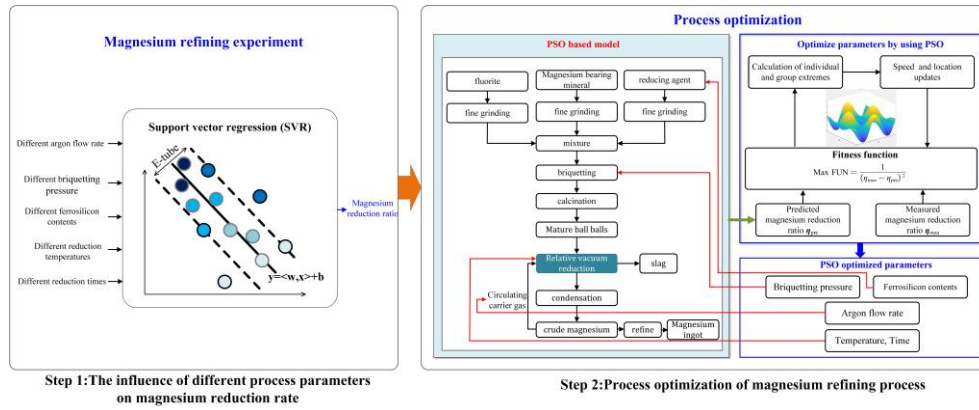 Magnesium refining experiment
Different argon flow rate
Different briquetting
pressure
Different ferrosilicon
contents
Different reduction
temperatures
Different reduction times
Support vector regression (SVR)
E-tube
y=<w,x>+b
Magnesium
reduction ratio
Step 1:The influence of different process parameters
on magnesium reduction rate
Process optimization
PSO based model
fluorite
Magnesium bearing
mineral
reducing agent
fine grinding
fine grinding
fine grinding
mixture
briquetting
calcination
Mature ball balls
Relative vacuum
reduction
slag
Circulating
carrier gas
condensation
crude magnesium
refine
Magnesium
ingot
Optimize parameters by using PSO
Calculation of individual
and group extremes
Speed and location
updates
Fitness function
Max FUN = 1 / (ηmea − ηpre)²
Predicted
magnesium reduction
ratio ηpre
Measured
magnesium reduction
ratio ηmea
PSO optimized parameters
Briquetting pressure
Ferrosilicon contents
Argon flow rate
Temperature, Time
Step 2:Process optimization of magnesium refining process